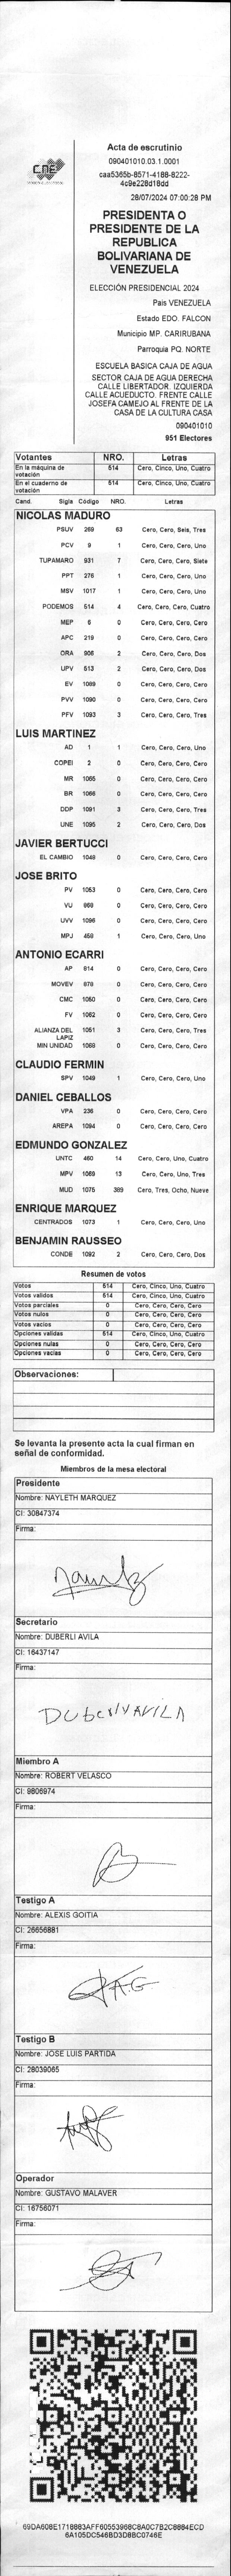 CNE
Acta de escrutinio
090401010.03.1.0001
caa5365b-8571-4188-8222-
4c9e228d18dd
28/07/2024 07:00:28 PM
PRESIDENTA O
PRESIDENTE DE LA
REPUBLICA
BOLIVARIANA DE
VENEZUELA
ELECCIÓN PRESIDENCIAL 2024
Pais VENEZUELA
Estado EDO. FALCON
Municipio MP. CARIRUBANA
Parroquia PQ. NORTE
ESCUELA BASICA CAJA DE AGUA
SECTOR CAJA DE AGUA DERECHA
CALLE LIBERTADOR. IZQUIERDA
CALLE ACUEDUCTO. FRENTE CALLE
JOSEFA CAMEJO AL FRENTE DE LA
CASA DE LA CULTURA CASA
090401010
951 Electores
Votantes NRO. Letras
En la máquina de votación 514 Cero, Cinco, Uno, Cuatro
En el cuaderno de votación 514 Cero, Cinco, Uno, Cuatro
Cand. Sigla Código NRO. Letras
NICOLAS MADURO
PSUV 269 63 Cero, Cero, Seis, Tres
PCV 9 1 Cero, Cero, Cero, Uno
TUPAMARO 931 7 Cero, Cero, Cero, Siete
PPT 276 1 Cero, Cero, Cero, Uno
MSV 1017 1 Cero, Cero, Cero, Uno
PODEMOS 514 4 Cero, Cero, Cero, Cuatro
MEP 6 0 Cero, Cero, Cero, Cero
APC 219 0 Cero, Cero, Cero, Cero
ORA 906 2 Cero, Cero, Cero, Dos
UPV 513 2 Cero, Cero, Cero, Dos
EV 1089 0 Cero, Cero, Cero, Cero
PVV 1090 0 Cero, Cero, Cero, Cero
PFV 1093 3 Cero, Cero, Cero, Tres
LUIS MARTINEZ
AD 1 1 Cero, Cero, Cero, Uno
COPEI 2 0 Cero, Cero, Cero, Cero
MR 1065 0 Cero, Cero, Cero, Cero
BR 1066 0 Cero, Cero, Cero, Cero
DDP 1091 3 Cero, Cero, Cero, Tres
UNE 1095 2 Cero, Cero, Cero, Dos
JAVIER BERTUCCI
EL CAMBIO 1048 0 Cero, Cero, Cero, Cero
JOSE BRITO
PV 1053 0 Cero, Cero, Cero, Cero
VU 968 0 Cero, Cero, Cero, Cero
UVV 1096 0 Cero, Cero, Cero, Cero
MPJ 459 1 Cero, Cero, Cero, Uno
ANTONIO ECARRI
AP 814 0 Cero, Cero, Cero, Cero
MOVEV 878 0 Cero, Cero, Cero, Cero
CMC 1050 0 Cero, Cero, Cero, Cero
FV 1062 0 Cero, Cero, Cero, Cero
ALIANZA DEL LAPIZ 1051 3 Cero, Cero, Cero, Tres
MIN UNIDAD 1068 0 Cero, Cero, Cero, Cero
CLAUDIO FERMIN
SPV 1049 1 Cero, Cero, Cero, Uno
DANIEL CEBALLOS
VPA 236 0 Cero, Cero, Cero, Cero
AREPA 1094 0 Cero, Cero, Cero, Cero
EDMUNDO GONZALEZ
UNTC 460 14 Cero, Cero, Uno, Cuatro
MPV 1069 13 Cero, Cero, Uno, Tres
MUD 1075 389 Cero, Tres, Ocho, Nueve
ENRIQUE MARQUEZ
CENTRADOS 1073 1 Cero, Cero, Cero, Uno
BENJAMIN RAUSSEO
CONDE 1092 2 Cero, Cero, Cero, Dos
Resumen de votos
Votos 514 Cero, Cinco, Uno, Cuatro
Votos validos 514 Cero, Cinco, Uno, Cuatro
Votos parciales 0 Cero, Cero, Cero, Cero
Votos nulos 0 Cero, Cero, Cero, Cero
Votos vacios 0 Cero, Cero, Cero, Cero
Opciones validas 514 Cero, Cinco, Uno, Cuatro
Opciones nulas 0 Cero, Cero, Cero, Cero
Opciones vacias 0 Cero, Cero, Cero, Cero
Observaciones:
Se levanta la presente acta la cual firman en
señal de conformidad.
Miembros de la mesa electoral
Presidente
Nombre: NAYLETH MARQUEZ
CI: 30847374
Firma:
Secretario
Nombre: DUBERLI AVILA
CI: 16437147
Firma:
Duberly AVILA
Miembro A
Nombre: ROBERT VELASCO
CI: 9806974
Firma:
Testigo A
Nombre: ALEXIS GOITIA
CI: 26656881
Firma:
Testigo B
Nombre: JOSE LUIS PARTIDA
CI: 28039065
Firma:
Operador
Nombre: GUSTAVO MALAVER
CI: 16756071
Firma:
69DA608E1718883AFF60553968C8A0C7B2C8884ECD
6A105DC546BD3D8BC0746E